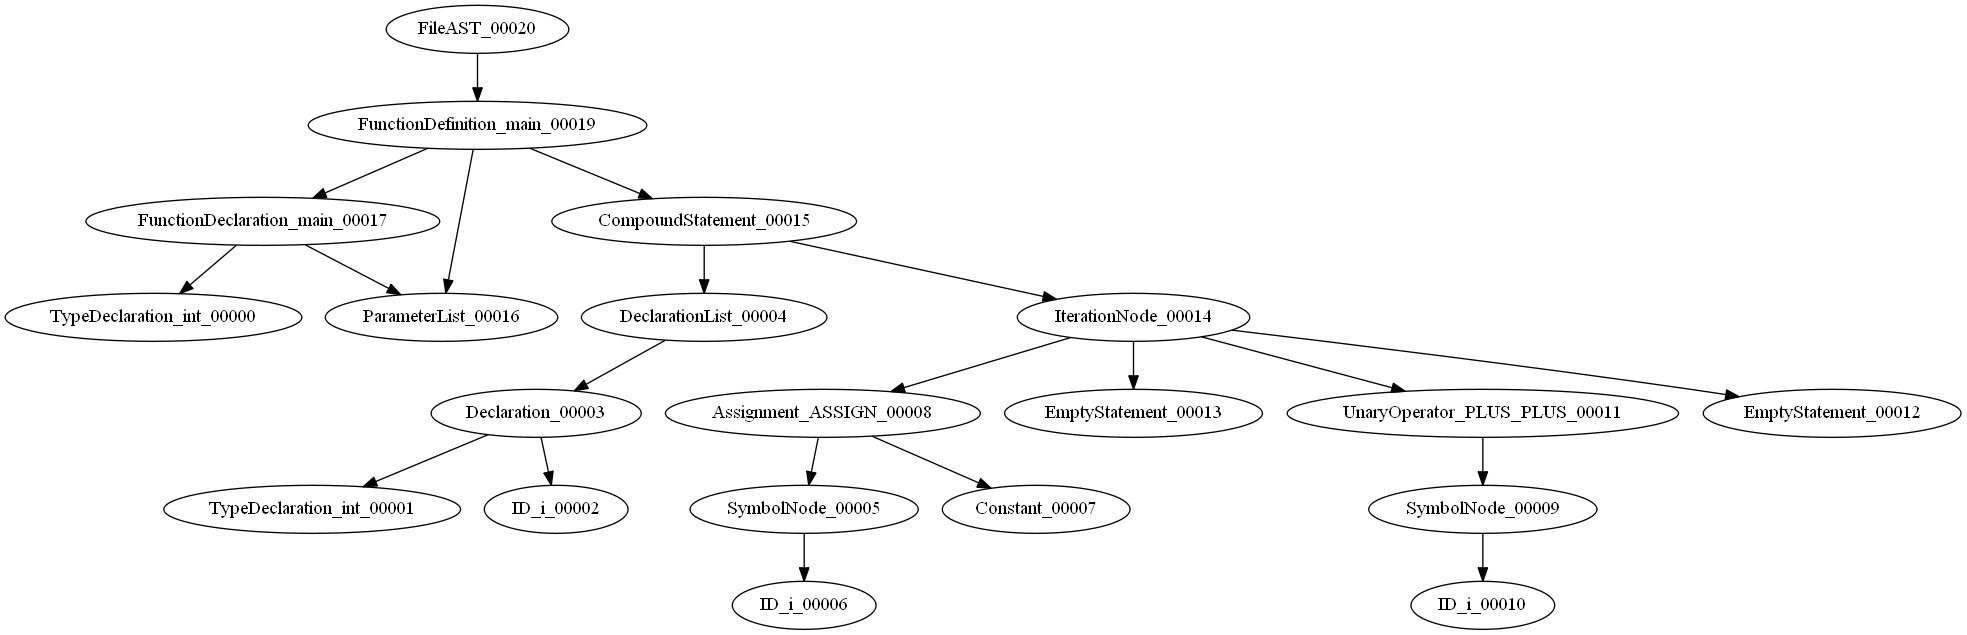 FileAST_00020
FunctionDefinition_main_00019
FunctionDeclaration_main_00017
CompoundStatement_00015
TypeDeclaration_int_00000
ParameterList_00016
DeclarationList_00004
IterationNode_00014
Declaration_00003
Assignment_ASSIGN_00008
EmptyStatement_00013
UnaryOperator_PLUS_PLUS_00011
EmptyStatement_00012
TypeDeclaration_int_00001
ID_i_00002
SymbolNode_00005
Constant_00007
SymbolNode_00009
ID_i_00006
ID_i_00010